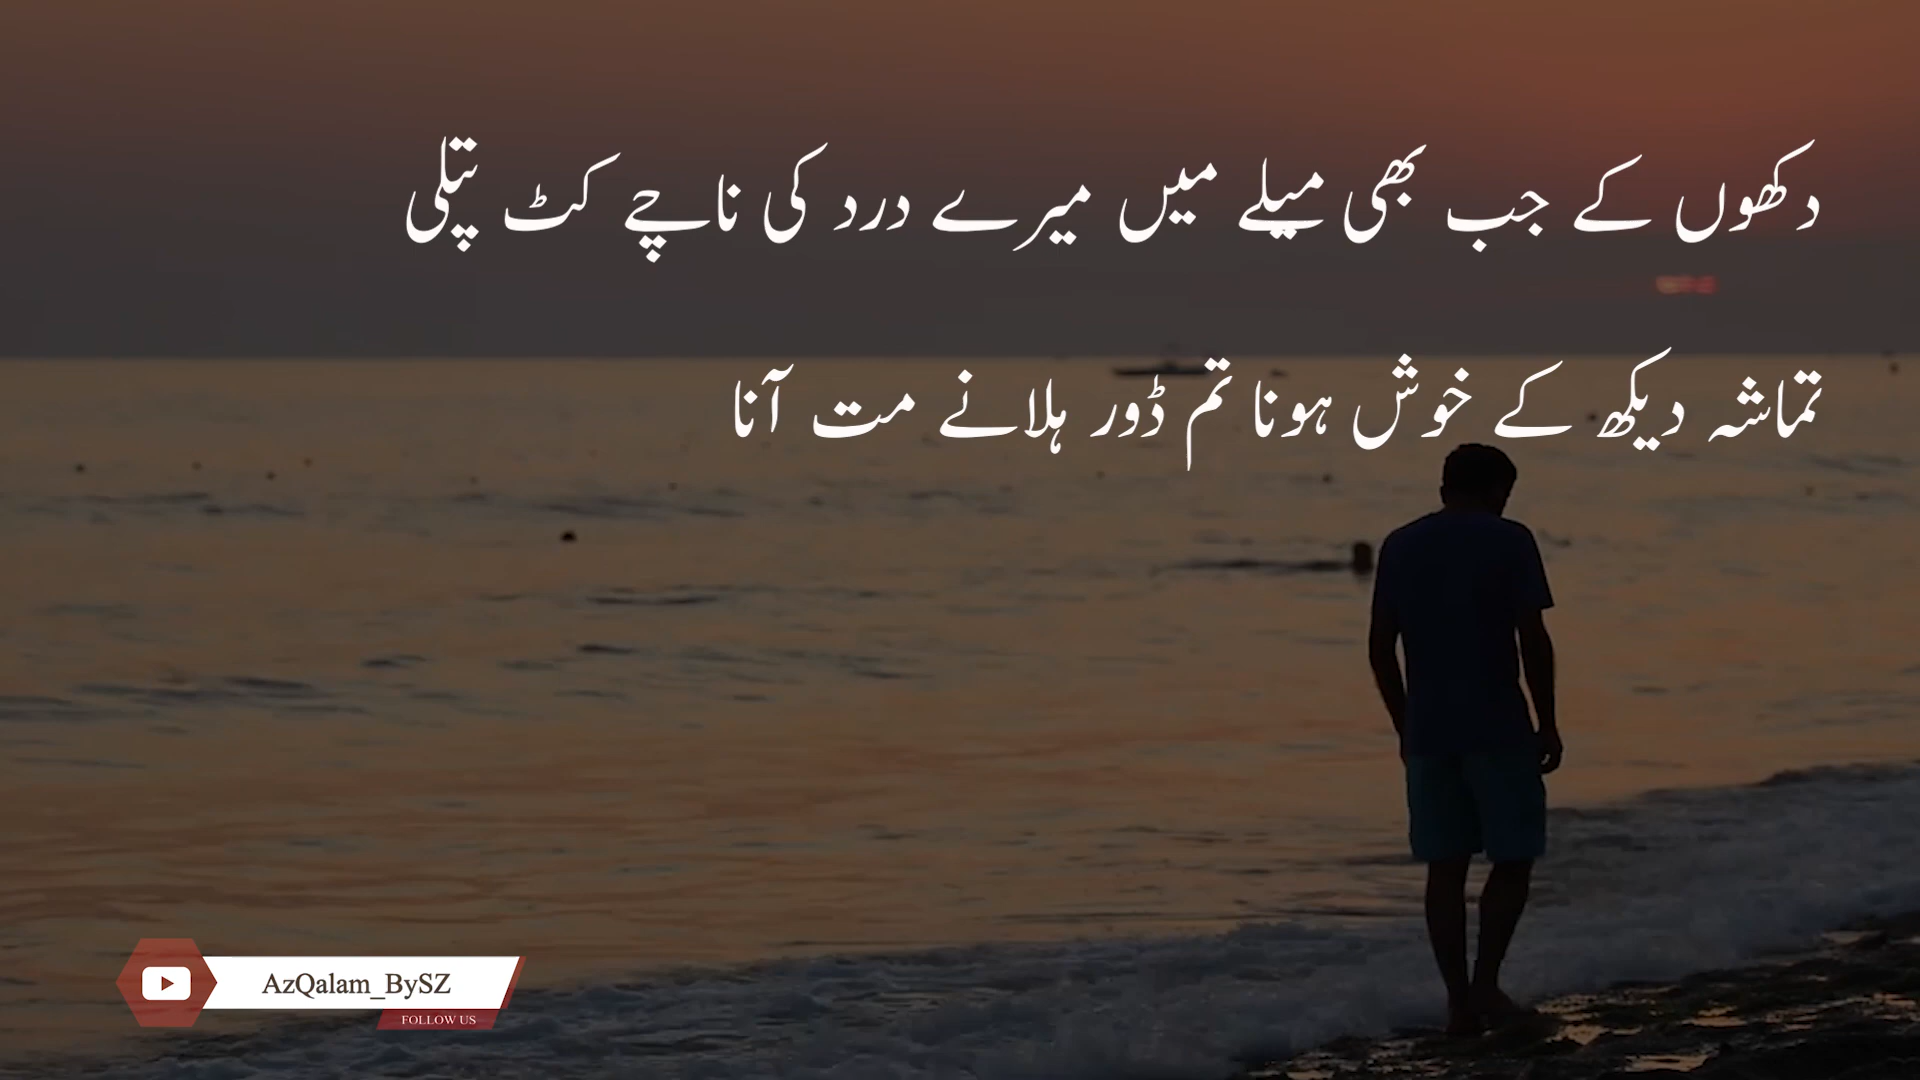 دکھوں کے جب بھی میلے میں میرے درد کی ناچے کٹ پتلی
تماشہ دیکھ کے خوش ہونا تم ڈور ہلانے مت آنا
AzQalam_BySZ
FOLLOW US